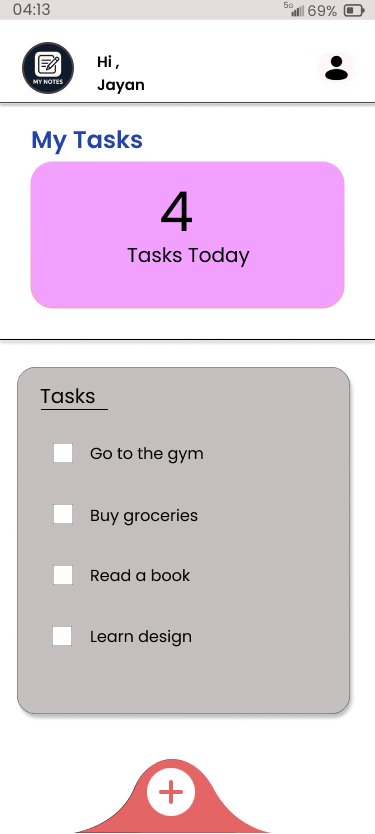 04:13
5G 69%
MY NOTES
Hi ,
Jayan
My Tasks
4
Tasks Today
Tasks
Go to the gym
Buy groceries
Read a book
Learn design